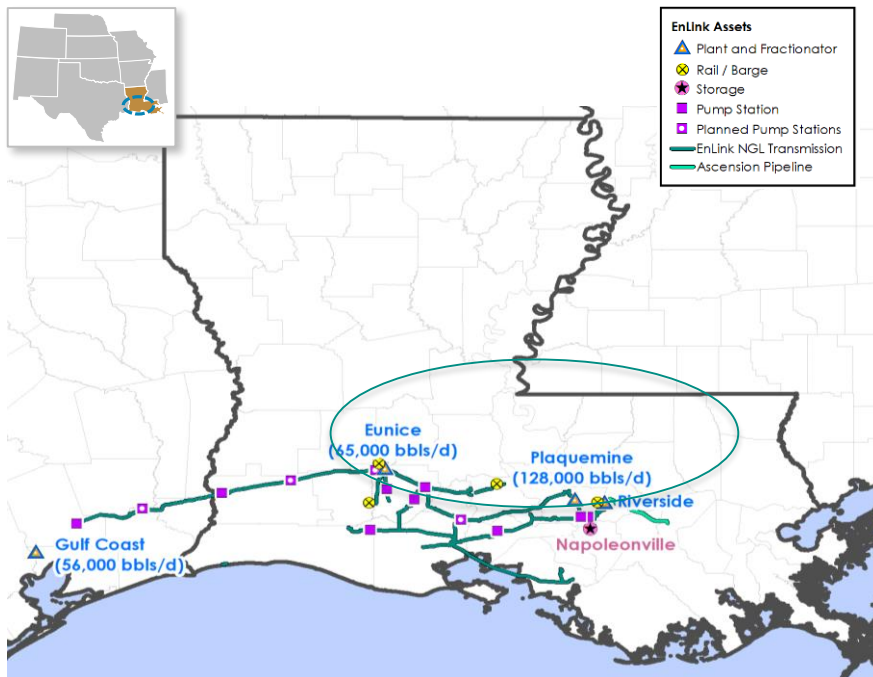 EnLink Assets
Plant and Fractionator
Rail / Barge
Storage
Pump Station
Planned Pump Stations
EnLink NGL Transmission
Ascension Pipeline
Eunice
(65,000 bbls/d)
Plaquemine
(128,000 bbls/d)
Riverside
Napoleonville
Gulf Coast
(56,000 bbls/d)